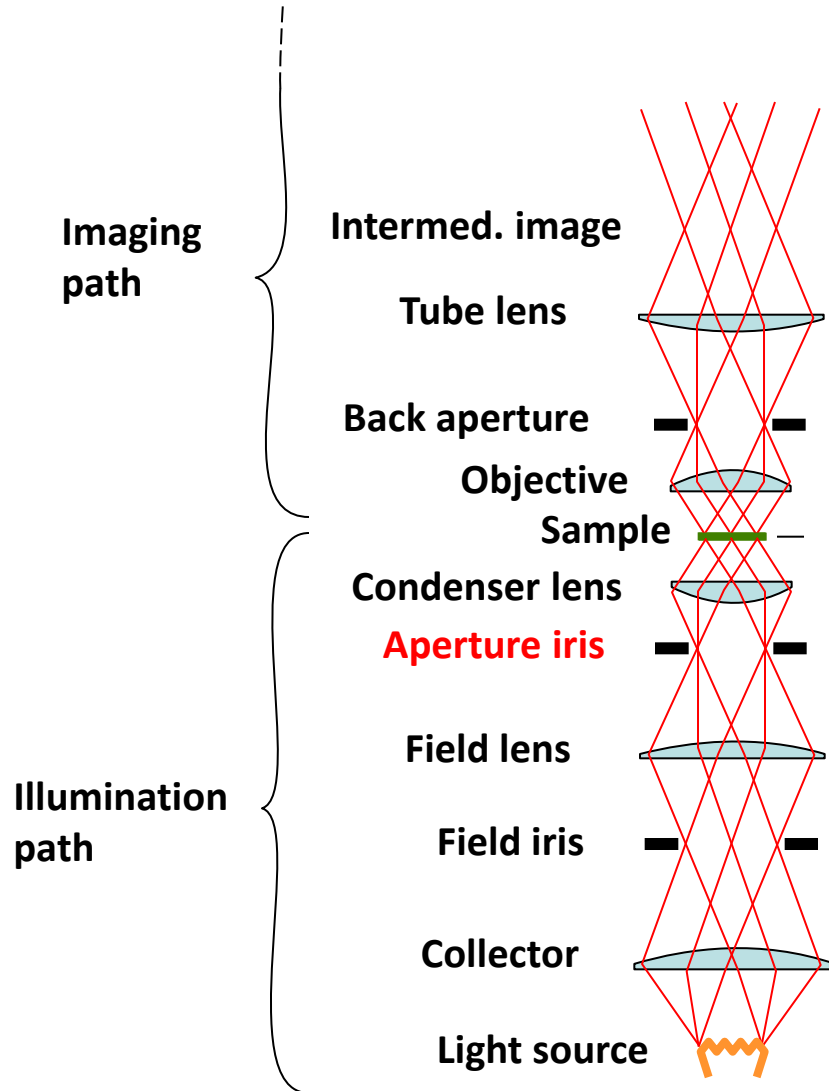 Imaging
path
Intermed. image
Tube lens
Back aperture
Objective
Sample
Condenser lens
Aperture iris
Field lens
Illumination
path
Field iris
Collector
Light source